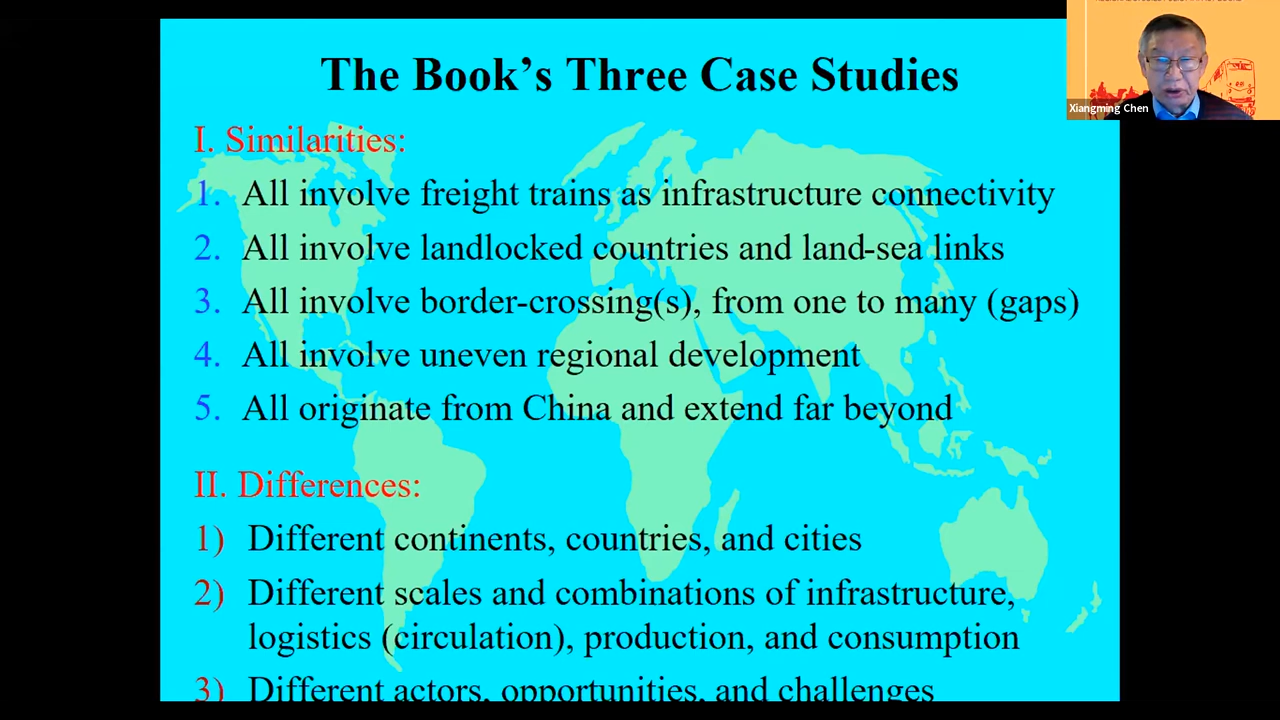 The Book's Three Case Studies
I. Similarities:
1. All involve freight trains as infrastructure connectivity
2. All involve landlocked countries and land-sea links
3. All involve border-crossing(s), from one to many (gaps)
4. All involve uneven regional development
5. All originate from China and extend far beyond
II. Differences:
1) Different continents, countries, and cities
2) Different scales and combinations of infrastructure,
logistics (circulation), production, and consumption
3) Different actors, opportunities, and challenges
Xiangming Chen